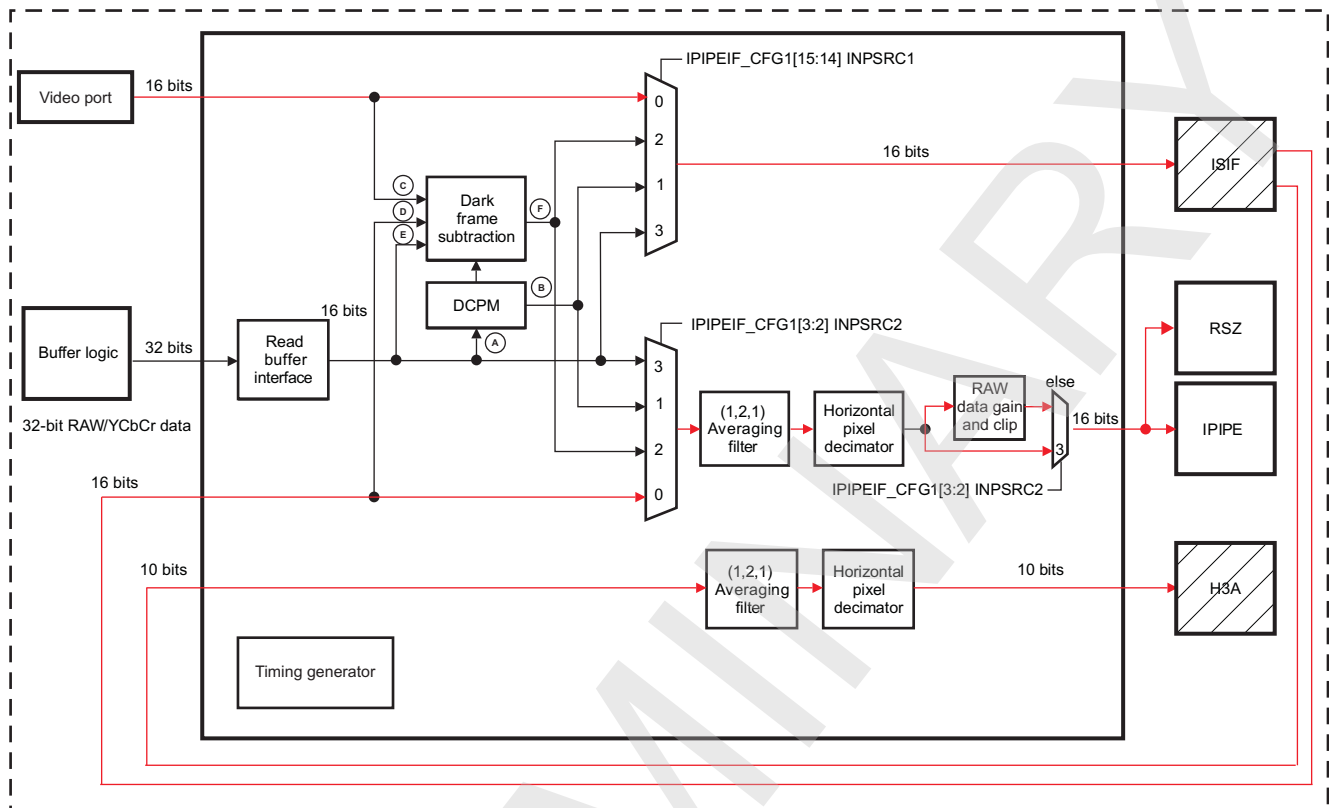 IPIPEIF_CFG1[15:14] INPSRC1
16 bits
Video port
0
2
16 bits
ISIF
1
3
C
D
E
Dark
frame
subtraction
F
DCPM
B
A
16 bits
Buffer logic
32 bits
Read
buffer
interface
32-bit RAW/YCbCr data
IPIPEIF_CFG1[3:2] INPSRC2
3
1
2
0
(1,2,1)
Averaging
filter
Horizontal
pixel
decimator
RAW
data gain
and clip
else
3
16 bits
IPIPEIF_CFG1[3:2] INPSRC2
RSZ
IPIPE
16 bits
10 bits
(1,2,1)
Averaging
filter
Horizontal
pixel
decimator
10 bits
H3A
Timing generator
MINARY